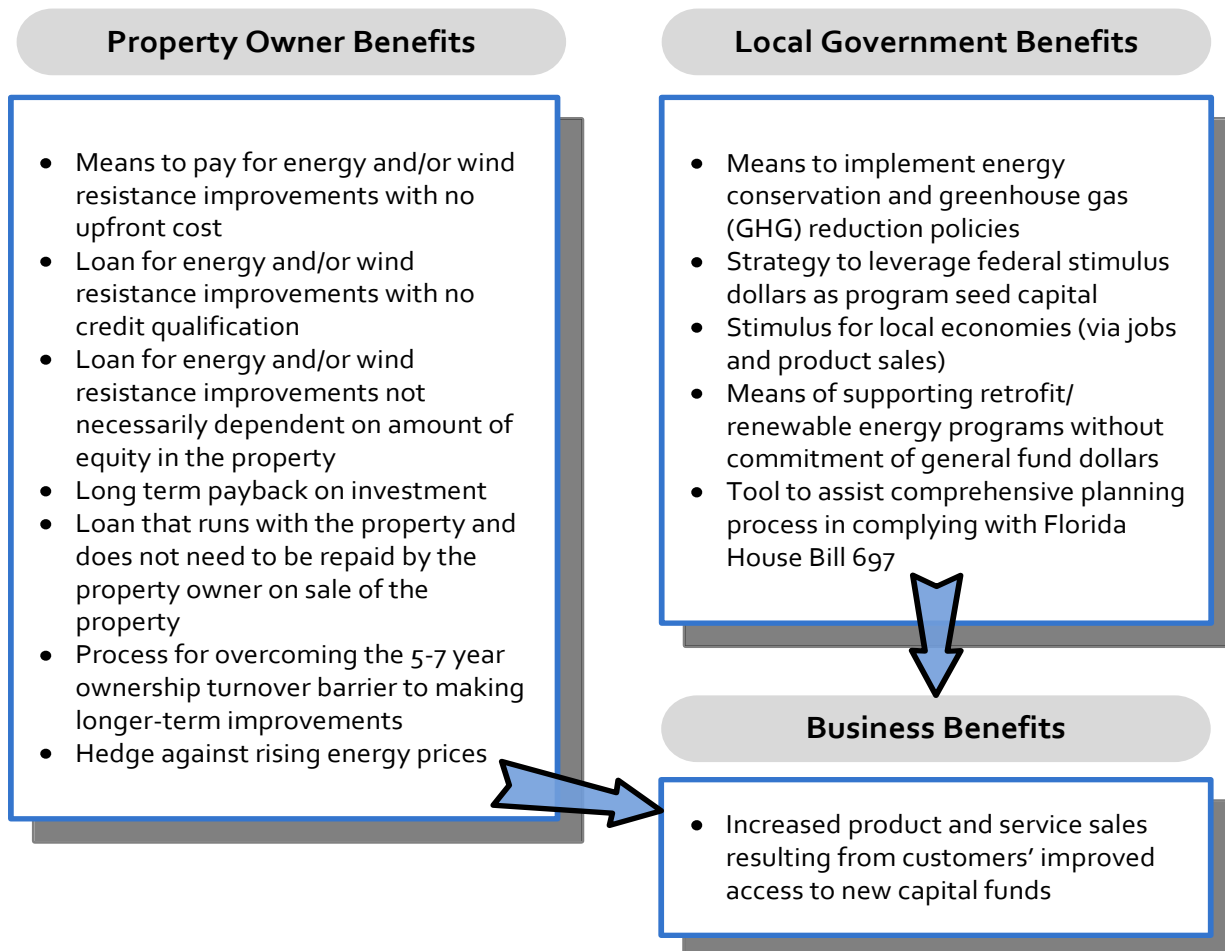 Property Owner Benefits
• Means to pay for energy and/or wind
resistance improvements with no
upfront cost
• Loan for energy and/or wind
resistance improvements with no
credit qualification
• Loan for energy and/or wind
resistance improvements not
necessarily dependent on amount of
equity in the property
• Long term payback on investment
• Loan that runs with the property and
does not need to be repaid by the
property owner on sale of the
property
• Process for overcoming the 5-7 year
ownership turnover barrier to making
longer-term improvements
• Hedge against rising energy prices
Local Government Benefits
• Means to implement energy
conservation and greenhouse gas
(GHG) reduction policies
• Strategy to leverage federal stimulus
dollars as program seed capital
• Stimulus for local economies (via jobs
and product sales)
• Means of supporting retrofit/
renewable energy programs without
commitment of general fund dollars
• Tool to assist comprehensive planning
process in complying with Florida
House Bill 697
Business Benefits
• Increased product and service sales
resulting from customers’ improved
access to new capital funds